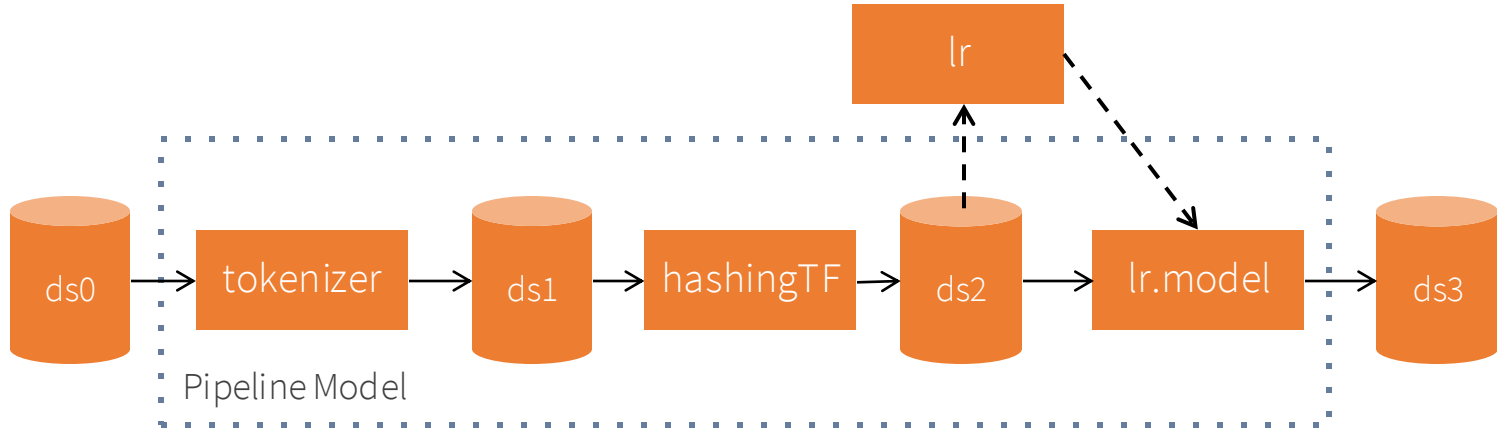 lr
ds0
tokenizer
ds1
hashingTF
ds2
lr.model
ds3
Pipeline Model